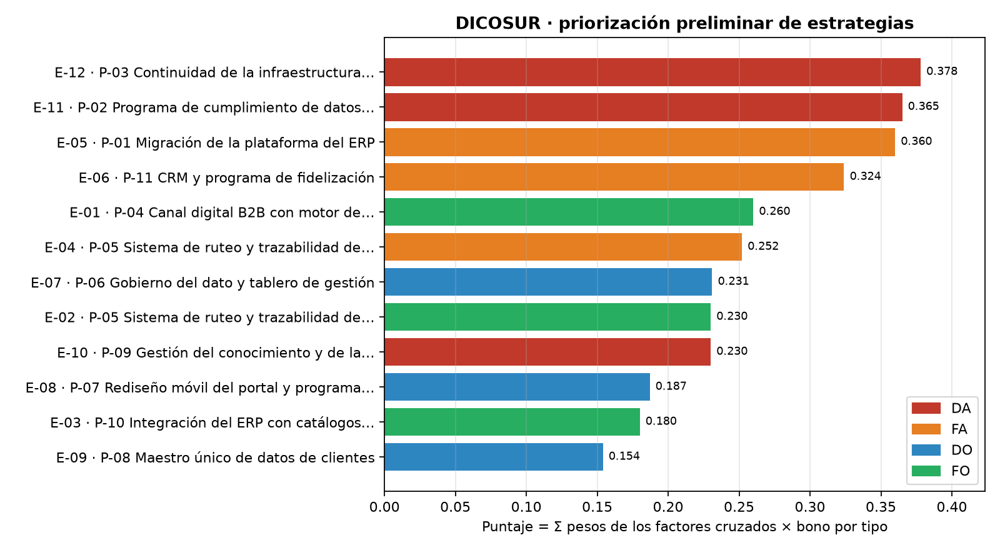 DICOSUR · priorización preliminar de estrategias
E-12 · P-03 Continuidad de la infraestructura… 0.378
E-11 · P-02 Programa de cumplimiento de datos… 0.365
E-05 · P-01 Migración de la plataforma del ERP 0.360
E-06 · P-11 CRM y programa de fidelización 0.324
E-01 · P-04 Canal digital B2B con motor de… 0.260
E-04 · P-05 Sistema de ruteo y trazabilidad de… 0.252
E-07 · P-06 Gobierno del dato y tablero de gestión 0.231
E-02 · P-05 Sistema de ruteo y trazabilidad de… 0.230
E-10 · P-09 Gestión del conocimiento y de la… 0.230
E-08 · P-07 Rediseño móvil del portal y programa… 0.187
E-03 · P-10 Integración del ERP con catálogos… 0.180
E-09 · P-08 Maestro único de datos de clientes 0.154
DA
FA
DO
FO
0.00 0.05 0.10 0.15 0.20 0.25 0.30 0.35 0.40
Puntaje = Σ pesos de los factores cruzados × bono por tipo